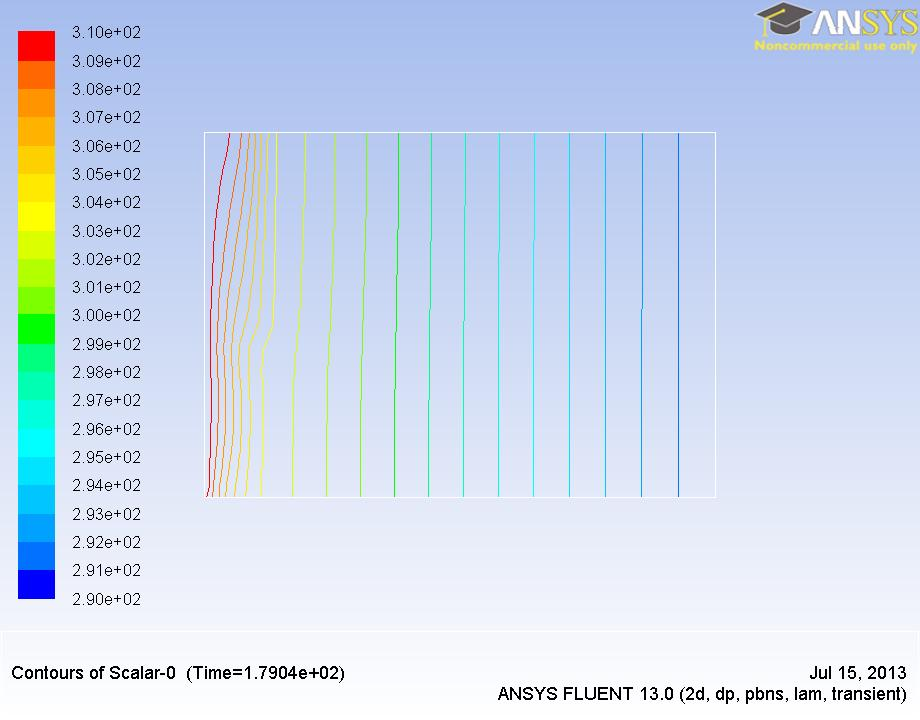 ANSYS
Noncommercial use only
3.10e+02
3.09e+02
3.08e+02
3.07e+02
3.06e+02
3.05e+02
3.04e+02
3.03e+02
3.02e+02
3.01e+02
3.00e+02
2.99e+02
2.98e+02
2.97e+02
2.96e+02
2.95e+02
2.94e+02
2.93e+02
2.92e+02
2.91e+02
2.90e+02
Contours of Scalar-0 (Time=1.7904e+02)
Jul 15, 2013
ANSYS FLUENT 13.0 (2d, dp, pbns, lam, transient)